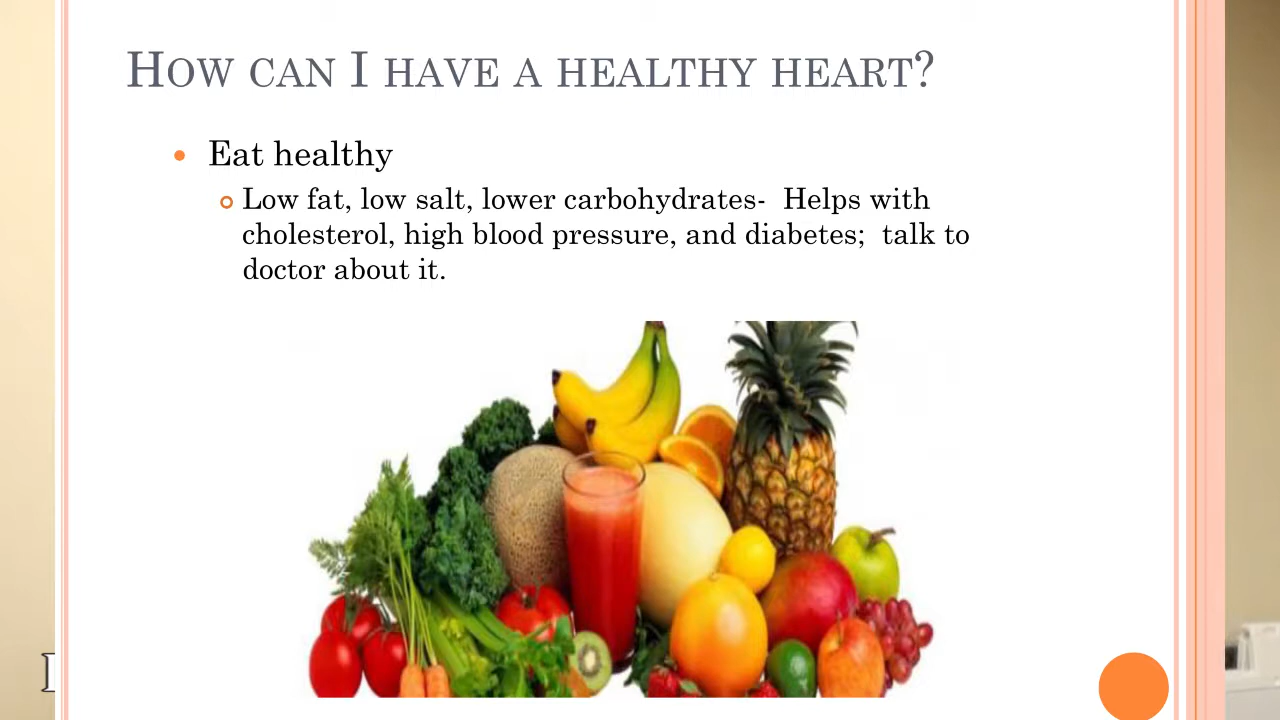 How can I have a healthy heart?
Eat healthy
Low fat, low salt, lower carbohydrates-  Helps with
cholesterol, high blood pressure, and diabetes;  talk to
doctor about it.